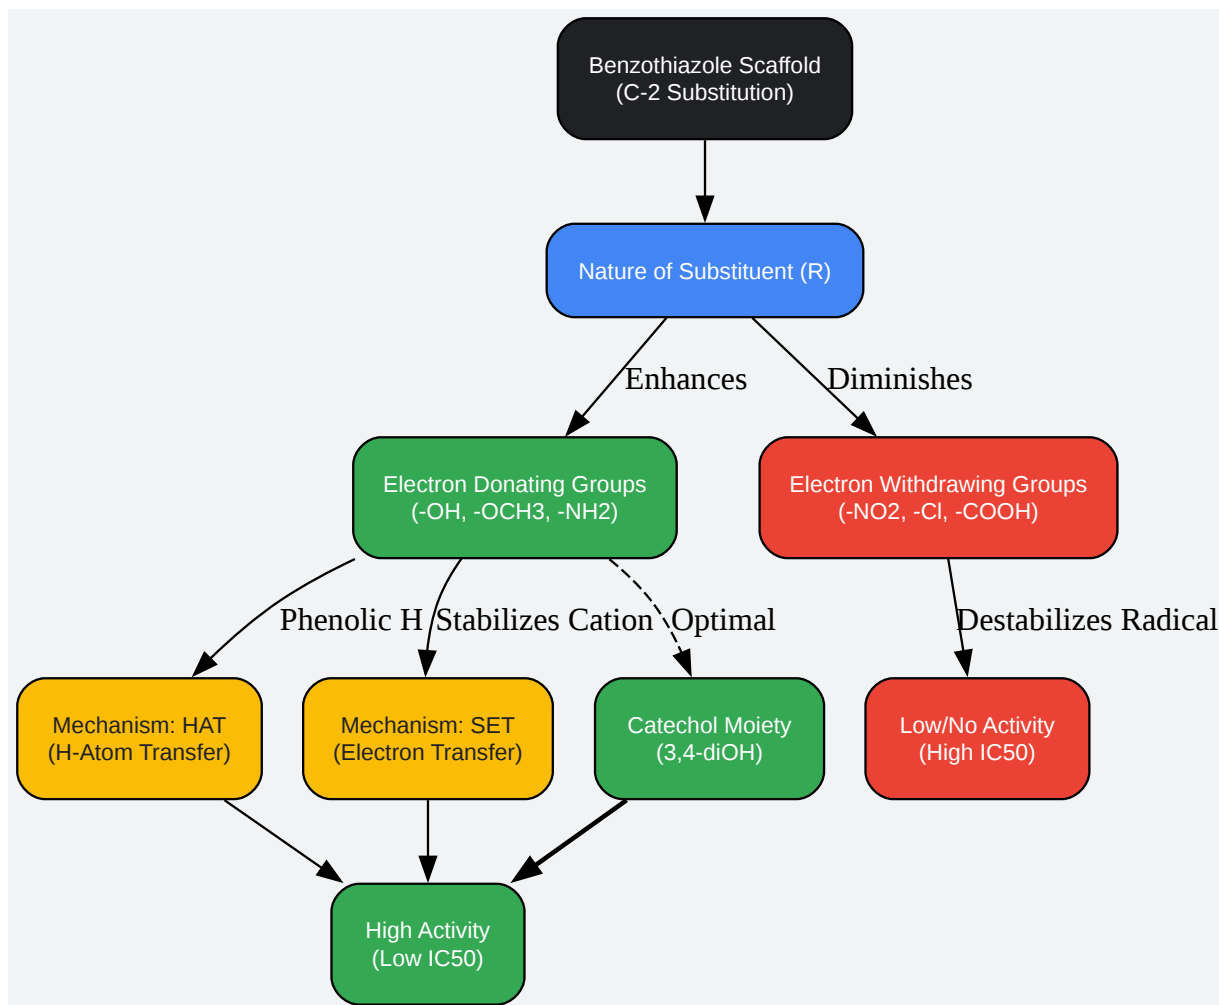 Benzothiazole Scaffold
(C-2 Substitution)
Nature of Substituent (R)
Enhances
Diminishes
Electron Donating Groups
(-OH, -OCH3, -NH2)
Electron Withdrawing Groups
(-NO2, -Cl, -COOH)
Phenolic H
Stabilizes Cation
Optimal
Destabilizes Radical
Mechanism: HAT
(H-Atom Transfer)
Mechanism: SET
(Electron Transfer)
Catechol Moiety
(3,4-diOH)
Low/No Activity
(High IC50)
High Activity
(Low IC50)